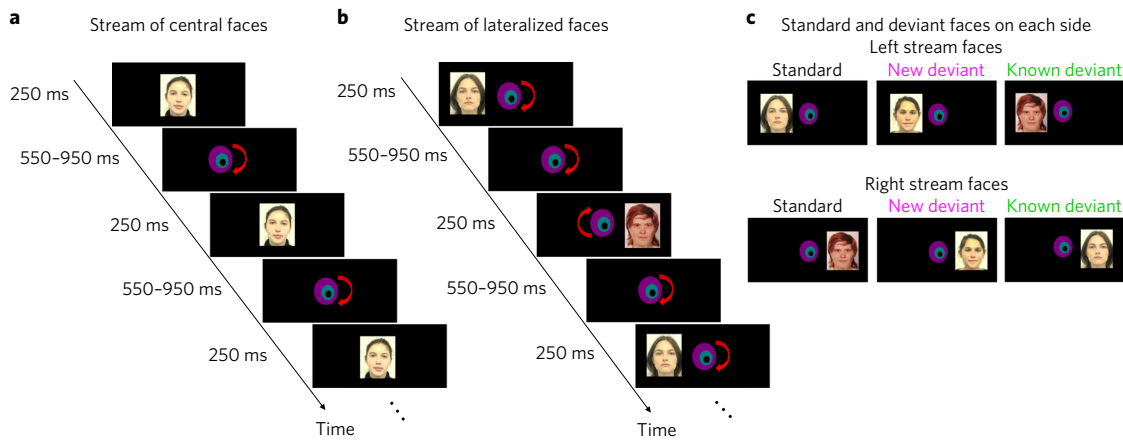 a
Stream of central faces
250 ms
550–950 ms
250 ms
550–950 ms
250 ms
Time
b
Stream of lateralized faces
250 ms
550–950 ms
250 ms
550–950 ms
250 ms
Time
c
Standard and deviant faces on each side
Left stream faces
Standard New deviant Known deviant
Right stream faces
Standard New deviant Known deviant